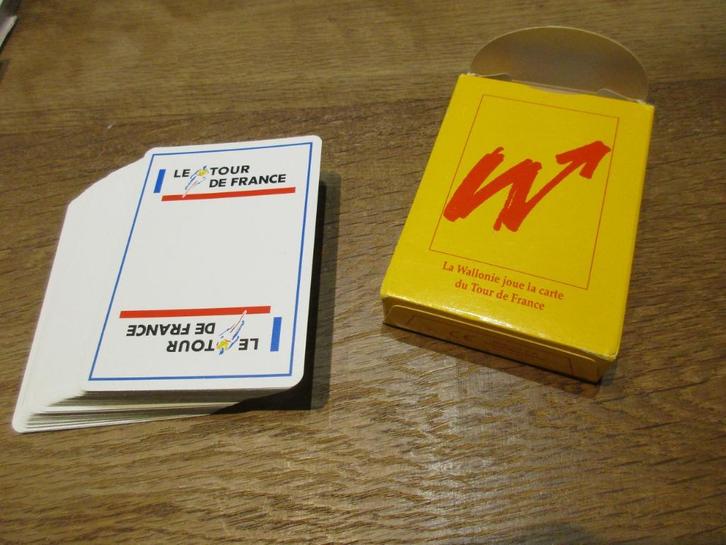 LE TOUR
DE FRANCE
LE TOUR
DE FRANCE
W
La Wallonie joue la carte
du Tour de France